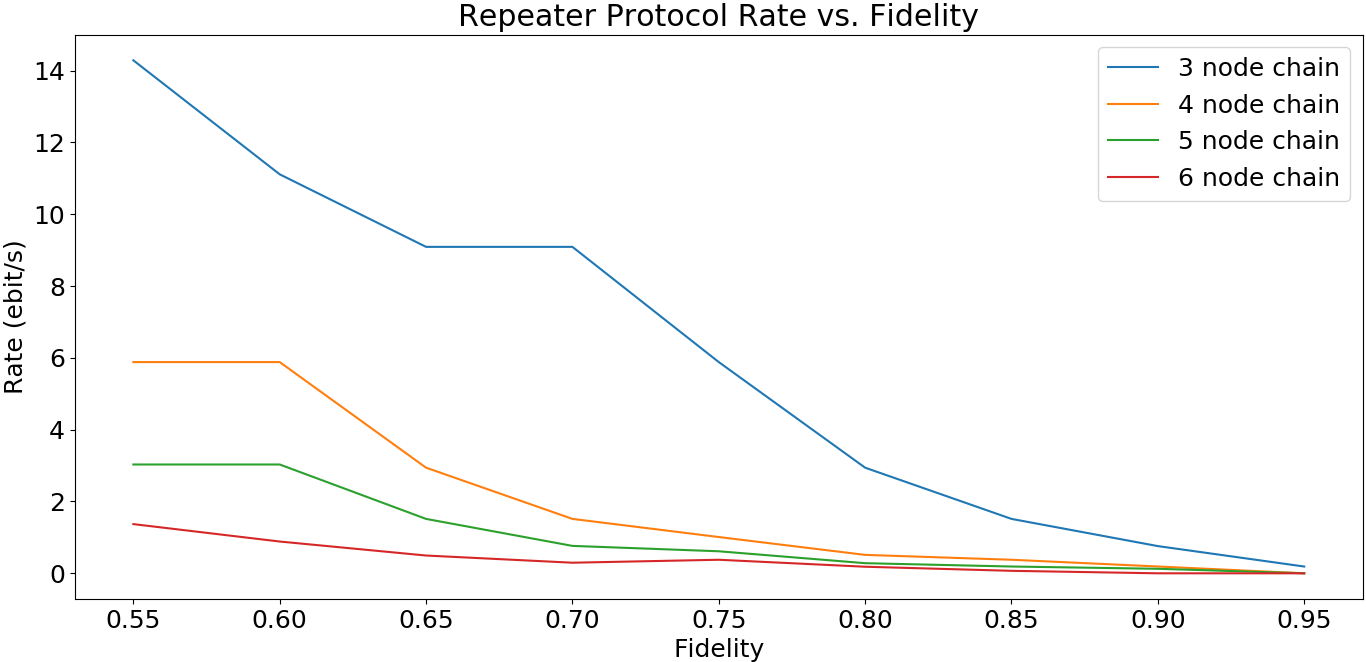 Repeater Protocol Rate vs. Fidelity
14
12
10
8
6
4
2
0
Rate (ebit/s)
3 node chain
4 node chain
5 node chain
6 node chain
0.55 0.60 0.65 0.70 0.75 0.80 0.85 0.90 0.95
Fidelity